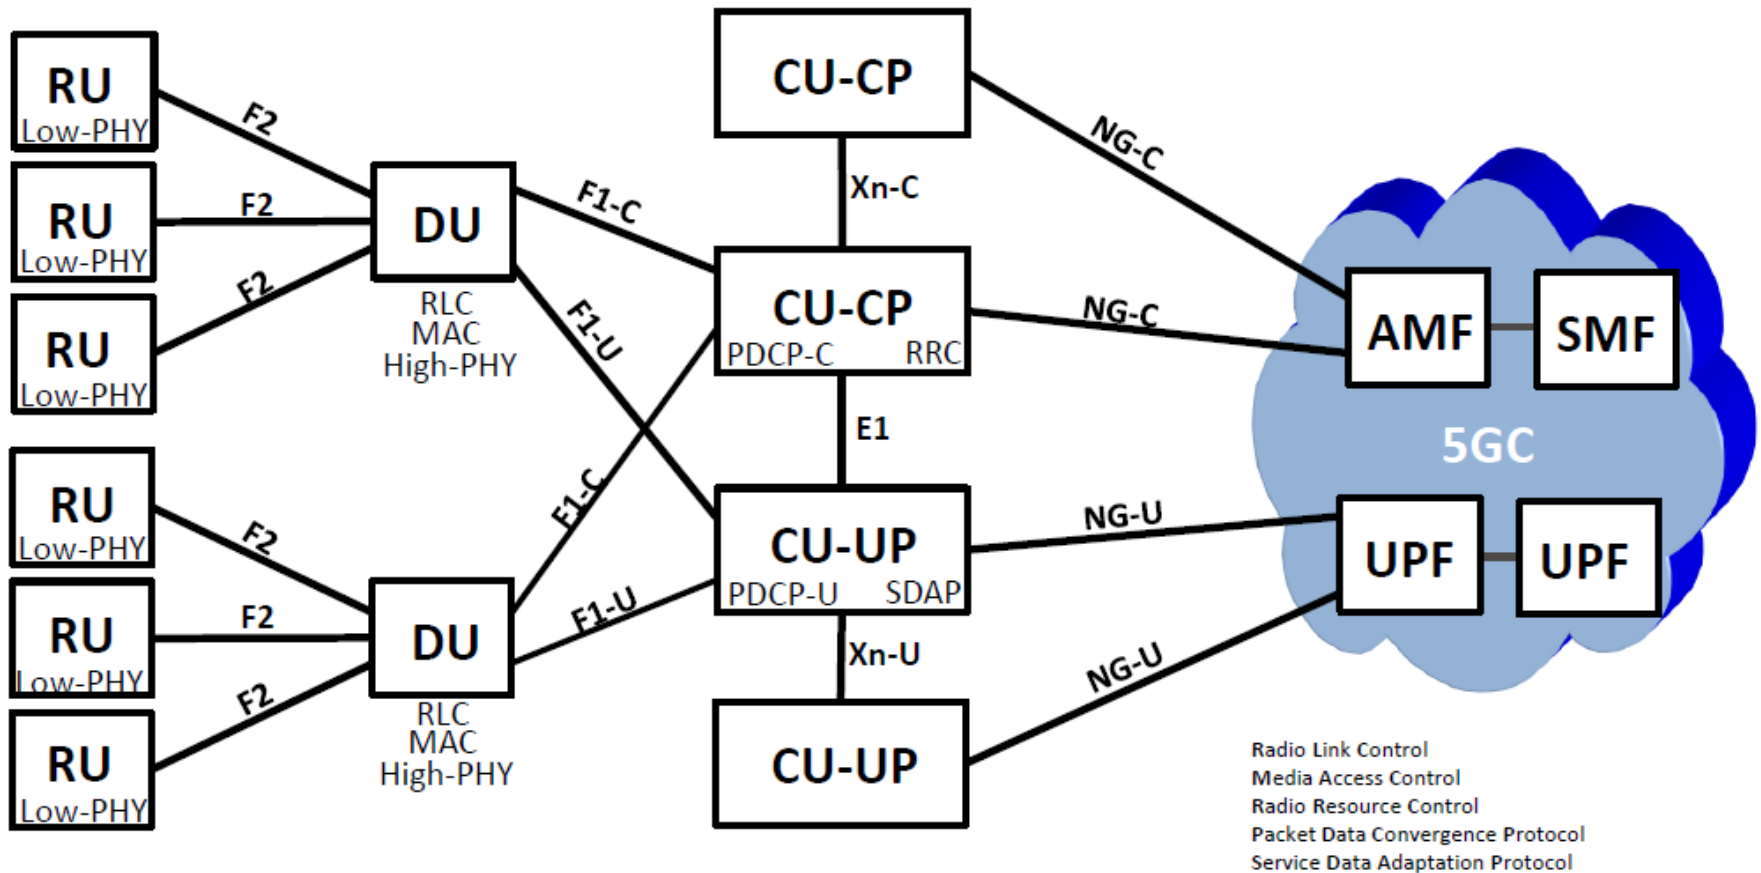 RU
Low-PHY
RU
Low-PHY
RU
Low-PHY
F2
F2
F2
DU
RLC
MAC
High-PHY
RU
Low-PHY
RU
Low-PHY
RU
Low-PHY
F2
F2
F2
DU
RLC
MAC
High-PHY
F1-C
F1-U
F1-C
F1-U
CU-CP
Xn-C
CU-CP
PDCP-C RRC
E1
CU-UP
PDCP-U SDAP
Xn-U
CU-UP
NG-C
NG-C
NG-U
NG-U
AMF
SMF
5GC
UPF
UPF
Radio Link Control
Media Access Control
Radio Resource Control
Packet Data Convergence Protocol
Service Data Adaptation Protocol